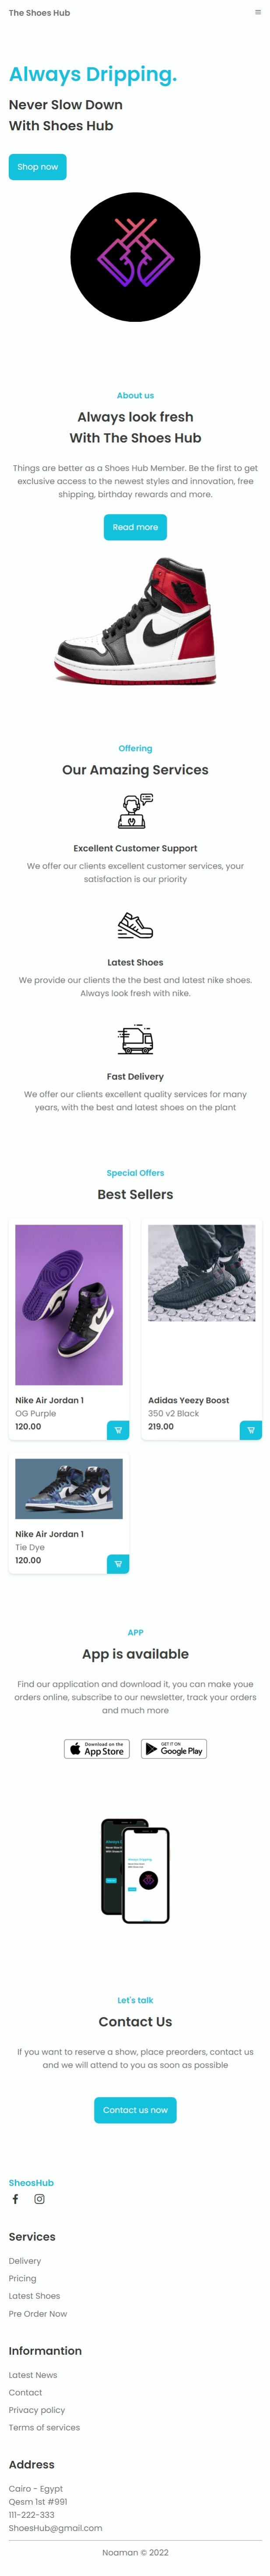 The Shoes Hub
Always Dripping.
Never Slow Down
With Shoes Hub
Shop now
About us
Always look fresh
With The Shoes Hub
Things are better as a Shoes Hub Member. Be the first to get
exclusive access to the newest styles and innovation, free
shipping, birthday rewards and more.
Read more
Offering
Our Amazing Services
Excellent Customer Support
We offer our clients excellent customer services, your
satisfaction is our priority
Latest Shoes
We provide our clients the the best and latest nike shoes.
Always look fresh with nike.
Fast Delivery
We offer our clients excellent quality services for many
years, with the best and latest shoes on the plant
Special Offers
Best Sellers
Nike Air Jordan 1
OG Purple
120.00
Adidas Yeezy Boost
350 v2 Black
219.00
Nike Air Jordan 1
Tie Dye
120.00
APP
App is available
Find our application and download it, you can make youe
orders online, subscribe to our newsletter, track your orders
and much more
Download on the
App Store
GET IT ON
Google Play
Always Dripping.
Let's talk
Contact Us
If you want to reserve a show, place preorders, contact us
and we will attend to you as soon as possible
Contact us now
SheosHub
Services
Delivery
Pricing
Latest Shoes
Pre Order Now
Informantion
Latest News
Contact
Privacy policy
Terms of services
Address
Cairo - Egypt
Qesm 1st #991
111-222-333
ShoesHub@gmail.com
Noaman © 2022